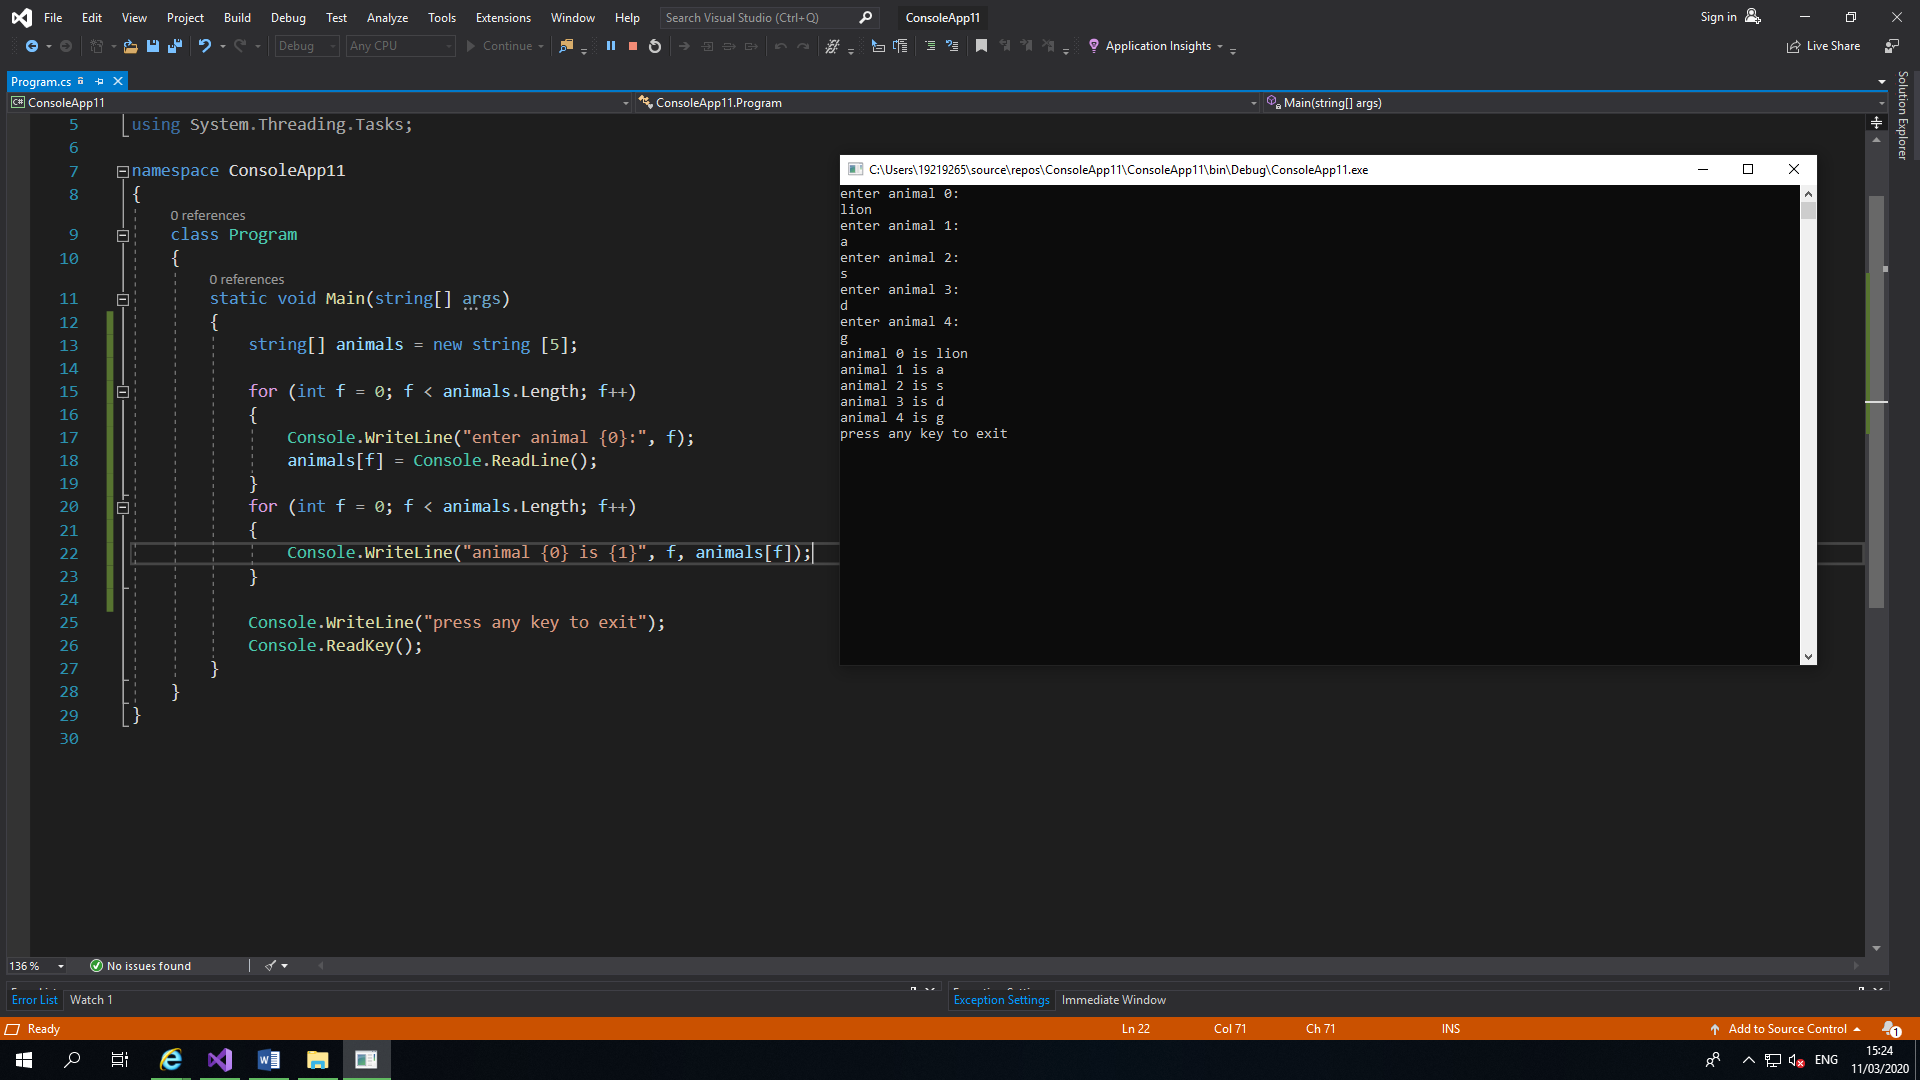 File Edit View Project Build Debug Test Analyze Tools Extensions Window Help Search Visual Studio (Ctrl+Q) ConsoleApp11 Sign in
Debug Any CPU Continue Application Insights Live Share
Program.cs
ConsoleApp11 ConsoleApp11.Program Main(string[] args)
Solution Explorer
5 using System.Threading.Tasks;
6
7 namespace ConsoleApp11
8 {
0 references
9 class Program
10 {
0 references
11 static void Main(string[] args)
12 {
13 string[] animals = new string [5];
14
15 for (int f = 0; f < animals.Length; f++)
16 {
17 Console.WriteLine("enter animal {0}:", f);
18 animals[f] = Console.ReadLine();
19 }
20 for (int f = 0; f < animals.Length; f++)
21 {
22 Console.WriteLine("animal {0} is {1}", f, animals[f]);
23 }
24
25 Console.WriteLine("press any key to exit");
26 Console.ReadKey();
27 }
28 }
29 }
30
C:\Users\19219265\source\repos\ConsoleApp11\ConsoleApp11\bin\Debug\ConsoleApp11.exe
enter animal 0:
lion
enter animal 1:
a
enter animal 2:
s
enter animal 3:
d
enter animal 4:
g
animal 0 is lion
animal 1 is a
animal 2 is s
animal 3 is d
animal 4 is g
press any key to exit
136 % No issues found
Error List Watch 1 Exception Settings Immediate Window
Ready Ln 22 Col 71 Ch 71 INS Add to Source Control 1
ENG 15:24
11/03/2020